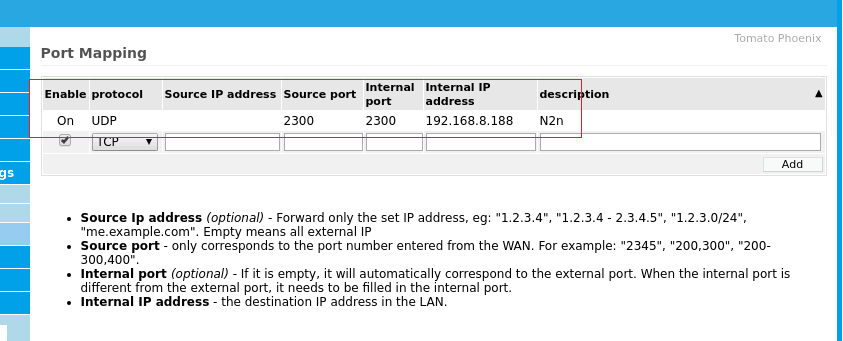 Tomato Phoenix
Port Mapping
Enable protocol Source IP address Source port Internal port Internal IP address description ▲
On UDP 2300 2300 192.168.8.188 N2n
TCP ▼
Add
• Source Ip address (optional) - Forward only the set IP address, eg: "1.2.3.4", "1.2.3.4 - 2.3.4.5", "1.2.3.0/24",
"me.example.com". Empty means all external IP
• Source port - only corresponds to the port number entered from the WAN. For example: "2345", "200,300", "200-
300,400".
• Internal port (optional) - If it is empty, it will automatically correspond to the external port. When the internal port is
different from the external port, it needs to be filled in the internal port.
• Internal IP address - the destination IP address in the LAN.
gs